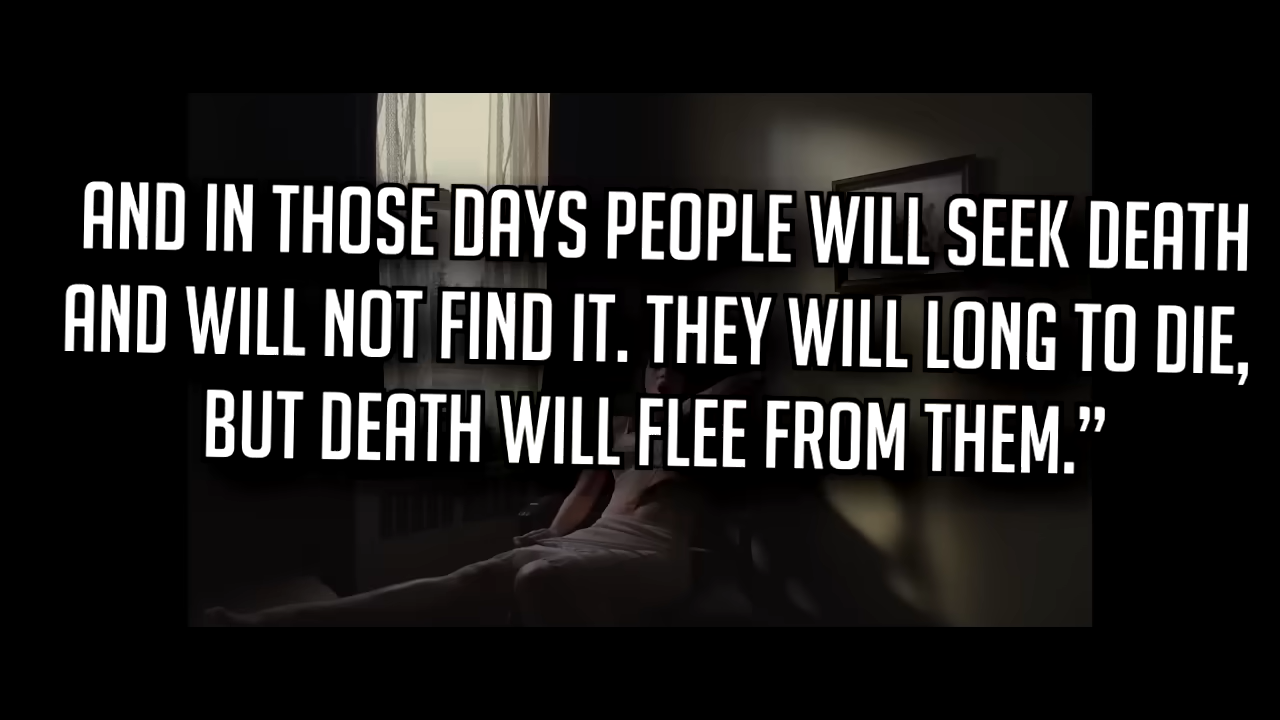 AND IN THOSE DAYS PEOPLE WILL SEEK DEATH
AND WILL NOT FIND IT. THEY WILL LONG TO DIE,
BUT DEATH WILL FLEE FROM THEM.”